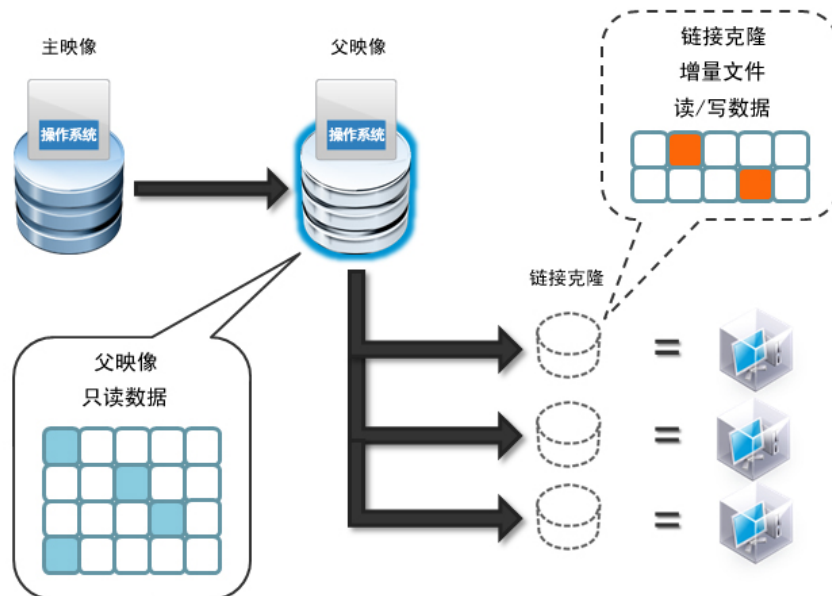 主映像
父映像
操作系统
操作系统
链接克隆
增量文件
读/写数据
链接克隆
父映像
只读数据
=
=
=